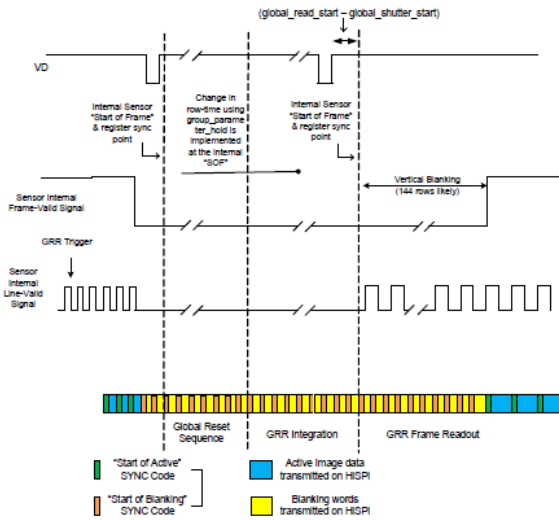 (global_read_start – global_shutter_start)
VD
Internal Sensor
"Start of Frame"
& register sync
point
Change in
row-time using
group_parame
ter_hold is
implemented
at the internal
"SOF"
Internal Sensor
"Start of Frame"
& register sync
point
Vertical Blanking
(144 rows likely)
Sensor Internal
Frame-Valid Signal
GRR Trigger
Sensor
Internal
Line-Valid
Signal
Global Reset
Sequence
GRR Integration
GRR Frame Readout
"Start of Active"
SYNC Code
Active image data
transmitted on HISPI
"Start of Blanking"
SYNC Code
Blanking words
transmitted on HISPI